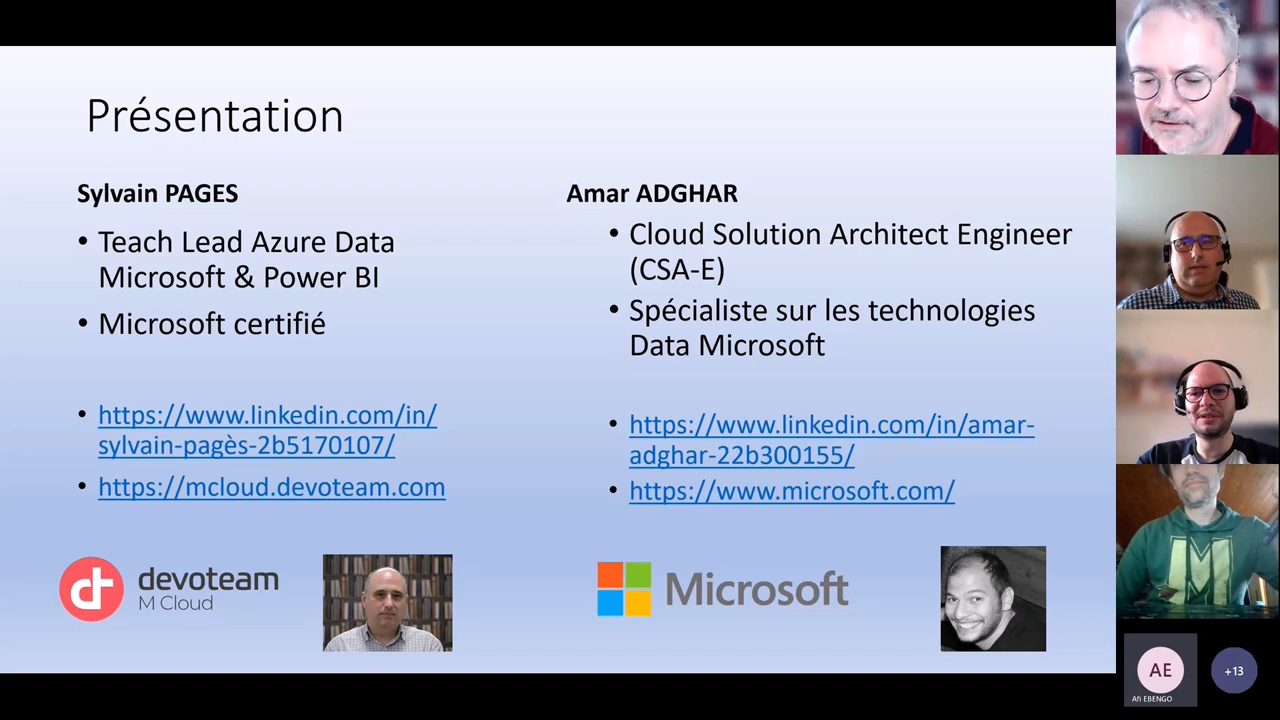 Présentation
Sylvain PAGES
• Teach Lead Azure Data
Microsoft & Power BI
• Microsoft certifié
• https://www.linkedin.com/in/
sylvain-pagès-2b5170107/
• https://mcloud.devoteam.com
dt devoteam
M Cloud
Amar ADGHAR
• Cloud Solution Architect Engineer
(CSA-E)
• Spécialiste sur les technologies
Data Microsoft
• https://www.linkedin.com/in/amar-
adghar-22b300155/
• https://www.microsoft.com/
Microsoft
M
AE
Afi EBENGO
+13